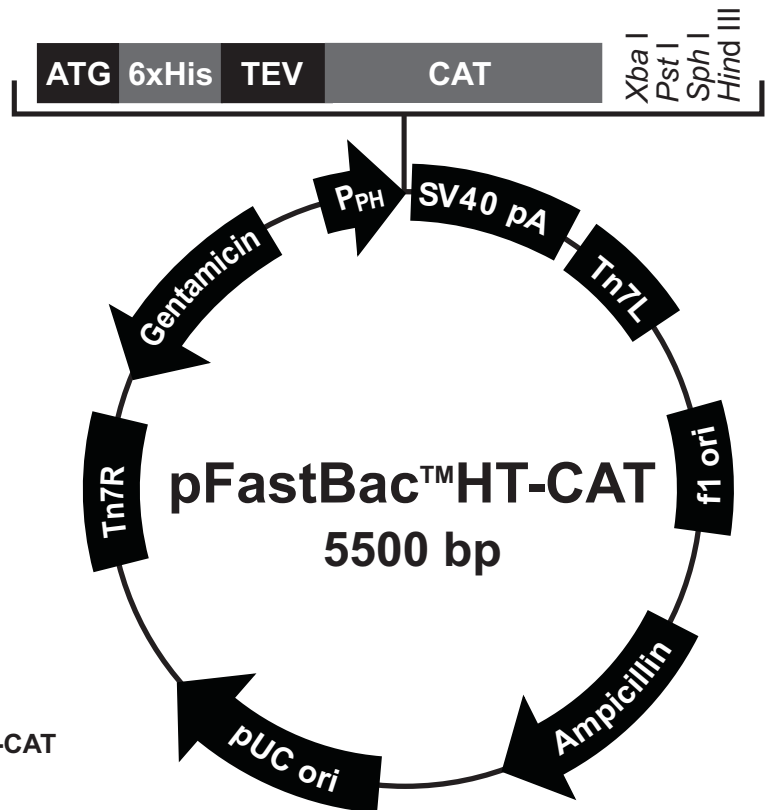 ATG 6xHis TEV CAT
Xba I
Pst I
Sph I
Hind III
PPH
SV40 pA
Tn7L
f1 ori
Ampicillin
pUC ori
Tn7R
Gentamicin
pFastBac™HT-CAT
5500 bp
-CAT